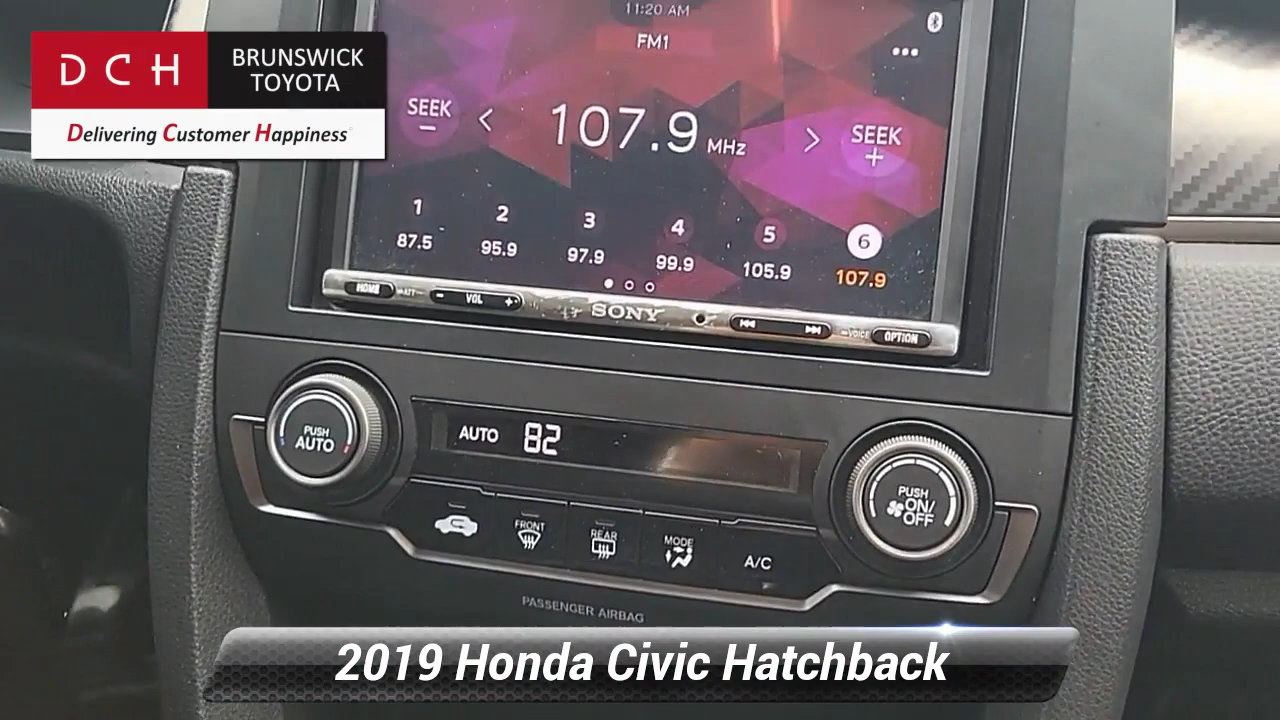 DCH
BRUNSWICK
TOYOTA
Delivering Customer Happiness
11:20 AM
FM1
SEEK
–
<
107.9 MHz
>
SEEK
+
1
2
3
4
5
6
87.5
95.9
97.9
99.9
105.9
107.9
HOME
ATT
– VOL +
SONY
VOICE
OPTION
PUSH
AUTO
AUTO 82
PUSH
ON/
OFF
FRONT
REAR
MODE
A/C
PASSENGER AIRBAG
2019 Honda Civic Hatchback